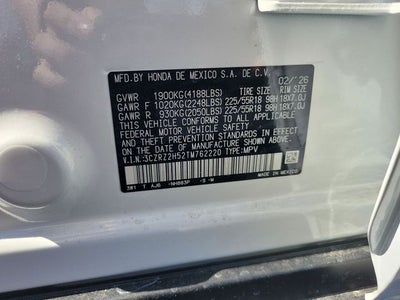 MFD BY HONDA DE MEXICO S.A. DE C.V. 02/'26
GVWR 1900KG(4188LBS) TIRE SIZE RIM SIZE
GAWR F 1020KG(2248LBS) 225/55R18 98H 18X7.0J
GAWR R 930KG(2050LBS) 225/55R18 98H 18X7.0J
THIS VEHICLE CONFORMS TO ALL APPLICABLE
FEDERAL MOTOR VEHICLE SAFETY STANDARDS IN
EFFECT ON THE DATE OF MANUFACTURE SHOWN ABOVE.
V.I.N:3CZRZ2H52TM762220 TYPE:MPV
3W1 Y AJ6 -NH883P -S -M
MADE IN
MEXICO